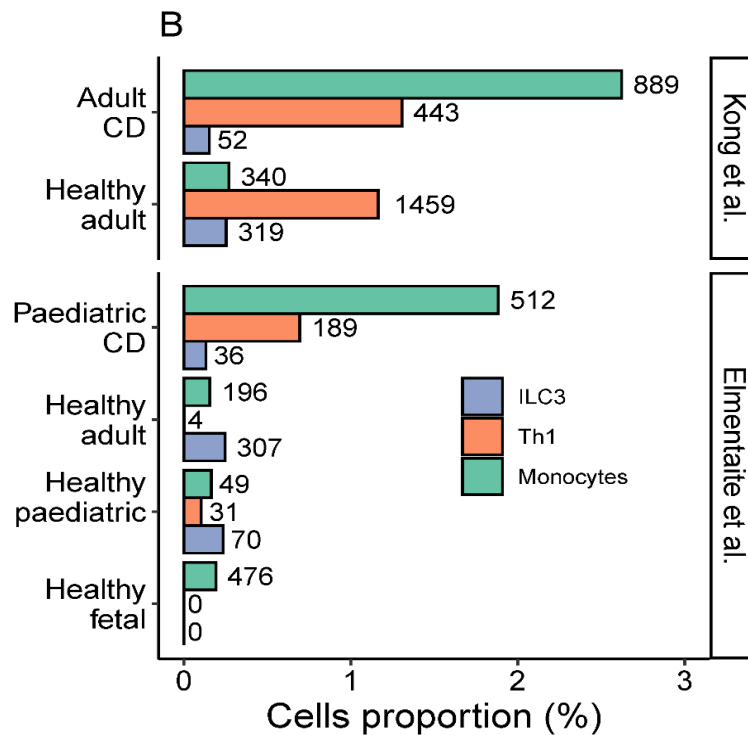 B
Adult
CD
889
443
52
Healthy
adult
340
1459
319
Kong et al.
Paediatric
CD
512
189
36
Healthy
adult
196
4
307
Healthy
paediatric
49
31
70
Healthy
fetal
476
0
0
ILC3
Th1
Monocytes
Elmentaite et al.
0
1
2
3
Cells proportion (%)